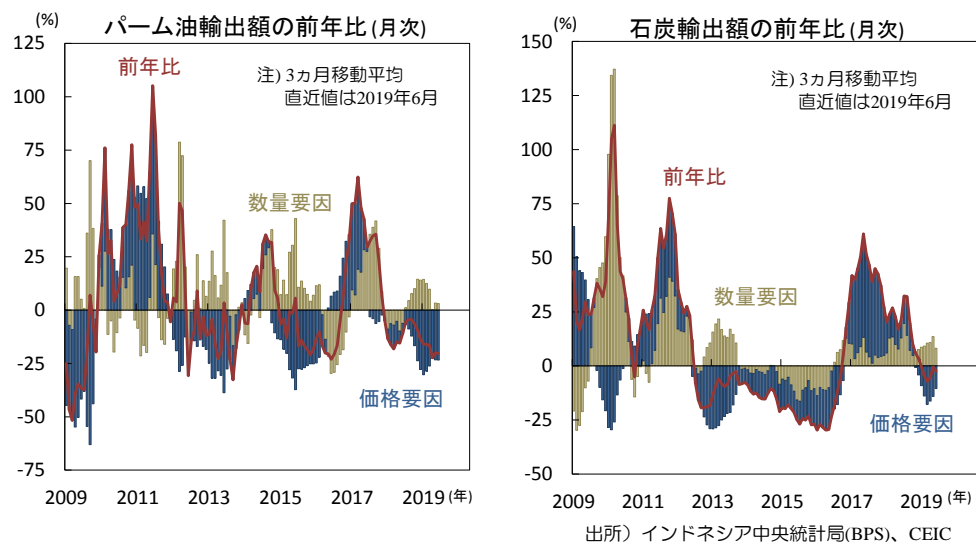 パーム油輸出額の前年比(月次)
(%)
125
100
75
50
25
0
-25
-50
-75
前年比
注) 3ヵ月移動平均
直近値は2019年6月
数量要因
価格要因
2009
2011
2013
2015
2017
2019
(年)
石炭輸出額の前年比(月次)
(%)
150
125
100
75
50
25
0
-25
-50
注) 3ヵ月移動平均
直近値は2019年6月
前年比
数量要因
価格要因
2009
2011
2013
2015
2017
2019
(年)
出所）インドネシア中央統計局(BPS)、CEIC